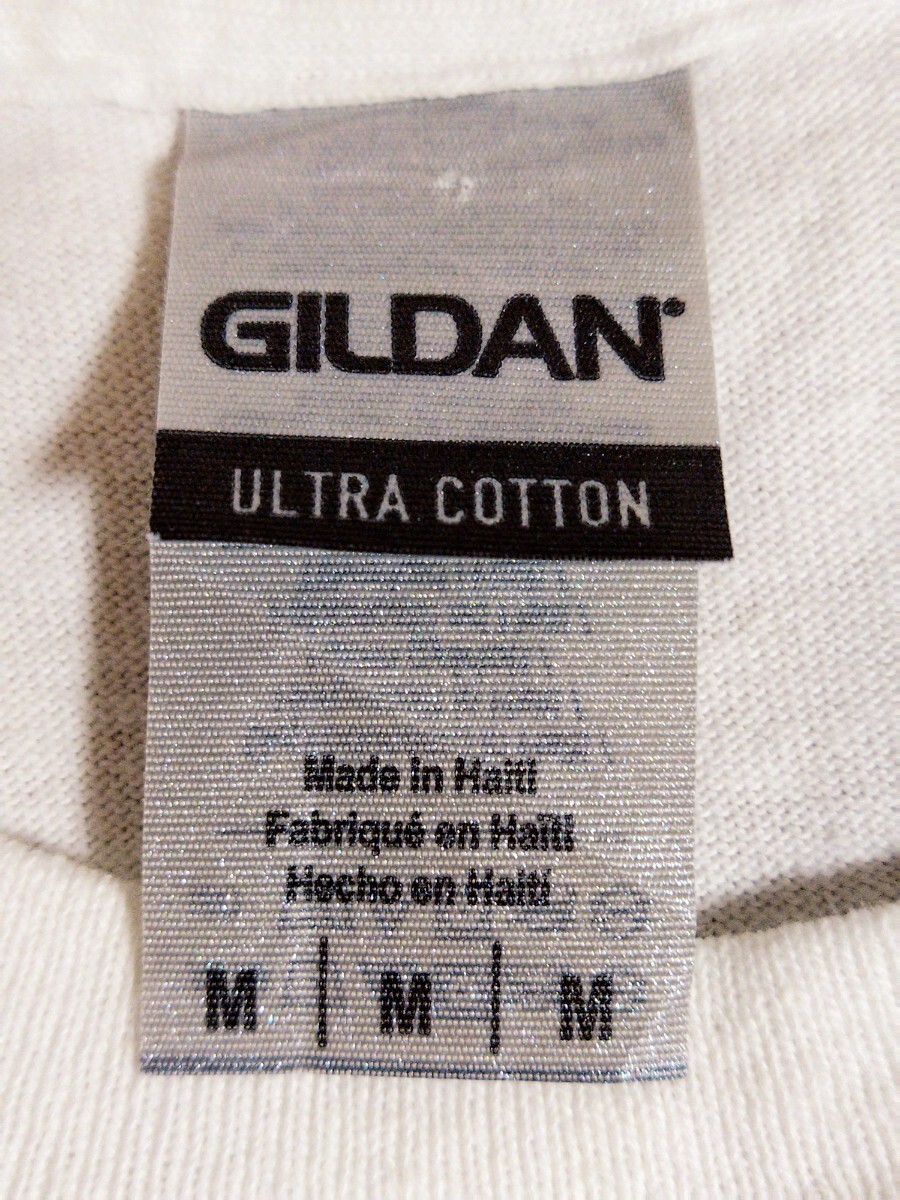 GILDAN
ULTRA COTTON
Made in Haiti
Fabriqué en Haïti
Hecho en Haití
M | M | M